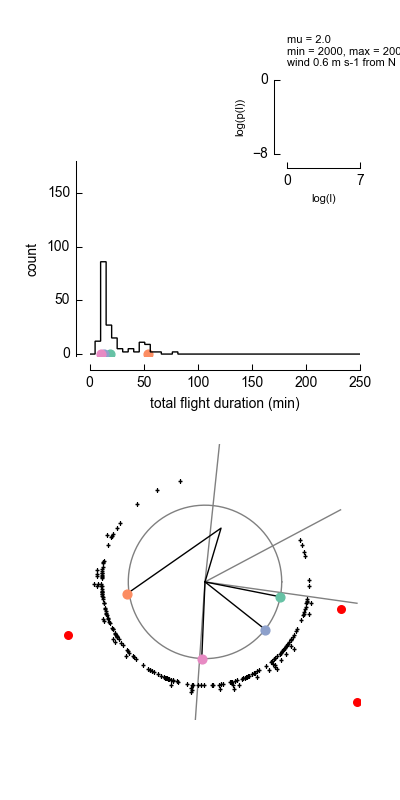 mu = 2.0
min = 2000, max = 200
wind 0.6 m s-1 from N
0
log(p(l))
−8
0 7
log(l)
150
count
100
50
0
0 50 100 150 200 250
total flight duration (min)